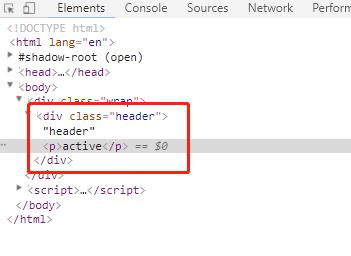 Elements Console Sources Network Perforr
<!DOCTYPE html>
<html lang="en">
#shadow-root (open)
<head>…</head>
<body>
<div class="wrap">
<div class="header">
"header"
<p>active</p> == $0
</div>
</div>
<script>…</script>
</body>
</html>